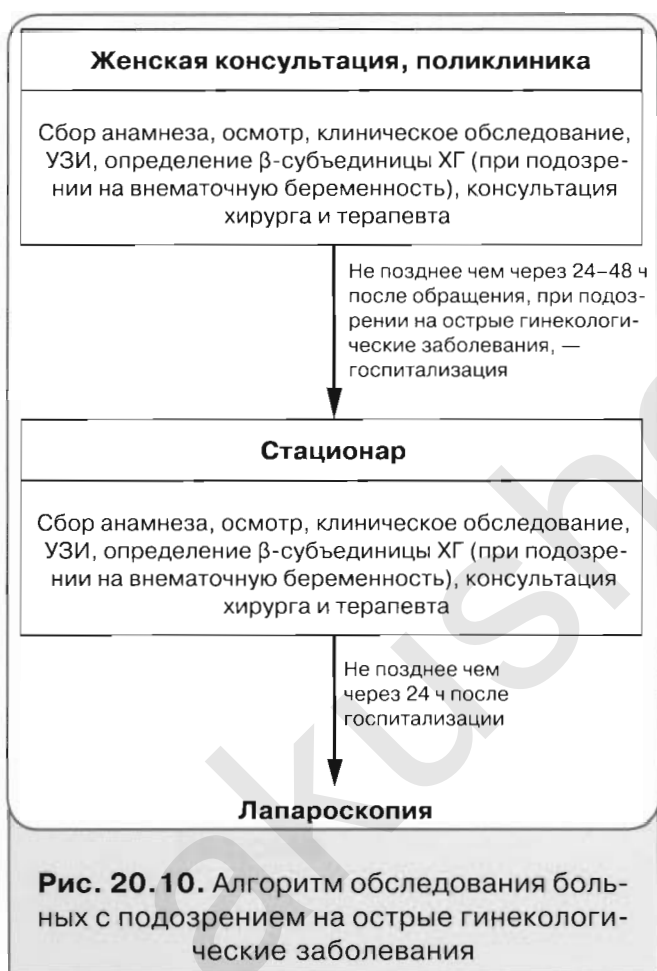 Женская консультация, поликлиника
Сбор анамнеза, осмотр, клиническое обследование,
УЗИ, определение β-субъединицы ХГ (при подозре-
нии на внематочную беременность), консультация
хирурга и терапевта
Не позднее чем через 24–48 ч
после обращения, при подоз-
рении на острые гинекологи-
ческие заболевания, —
госпитализация
Стационар
Сбор анамнеза, осмотр, клиническое обследование,
УЗИ, определение β-субъединицы ХГ (при подозре-
нии на внематочную беременность), консультация
хирурга и терапевта
Не позднее чем
через 24 ч после
госпитализации
Лапароскопия
Рис. 20.10. Алгоритм обследования боль-
ных с подозрением на острые гинекологи-
ческие заболевания
akushe